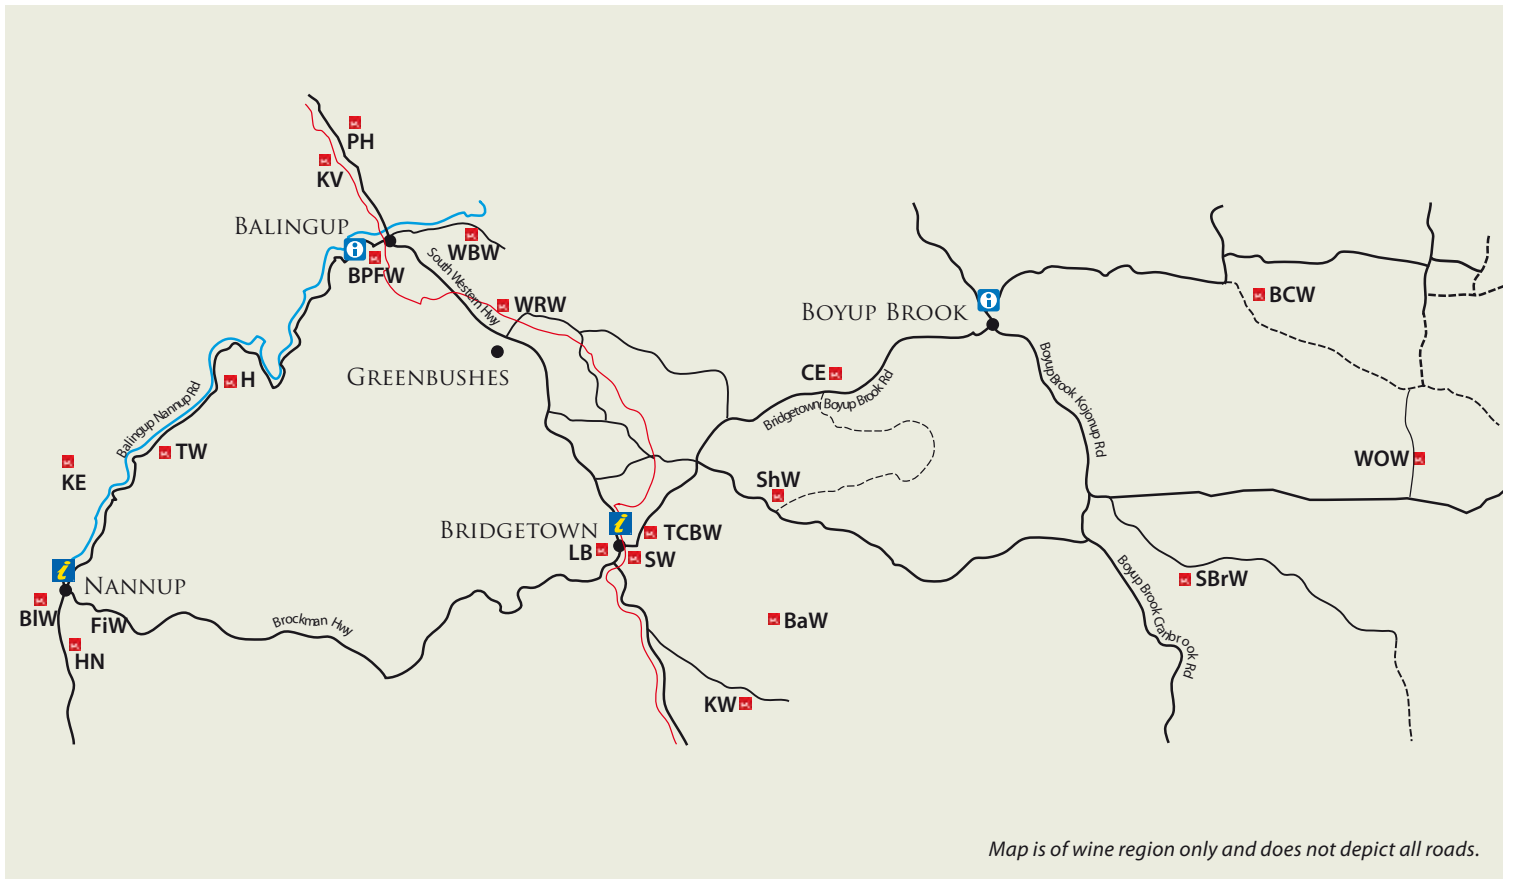 PH
KV
BALINGUP
WBW
BPFW
South Western Hwy
WRW
BCW
BOYUP BROOK
GREENBUSHES
CE
H
Bridgetown Boyup Brook Rd
Boyup Brook Kojonup Rd
Balingup Nannup Rd
TW
KE
WOW
ShW
BRIDGETOWN
TCBW
LB
SW
NANNUP
SBrW
BlW
FiW
Brockman Hwy
BaW
Boyup Brook Cranbrook Rd
HN
KW
Map is of wine region only and does not depict all roads.